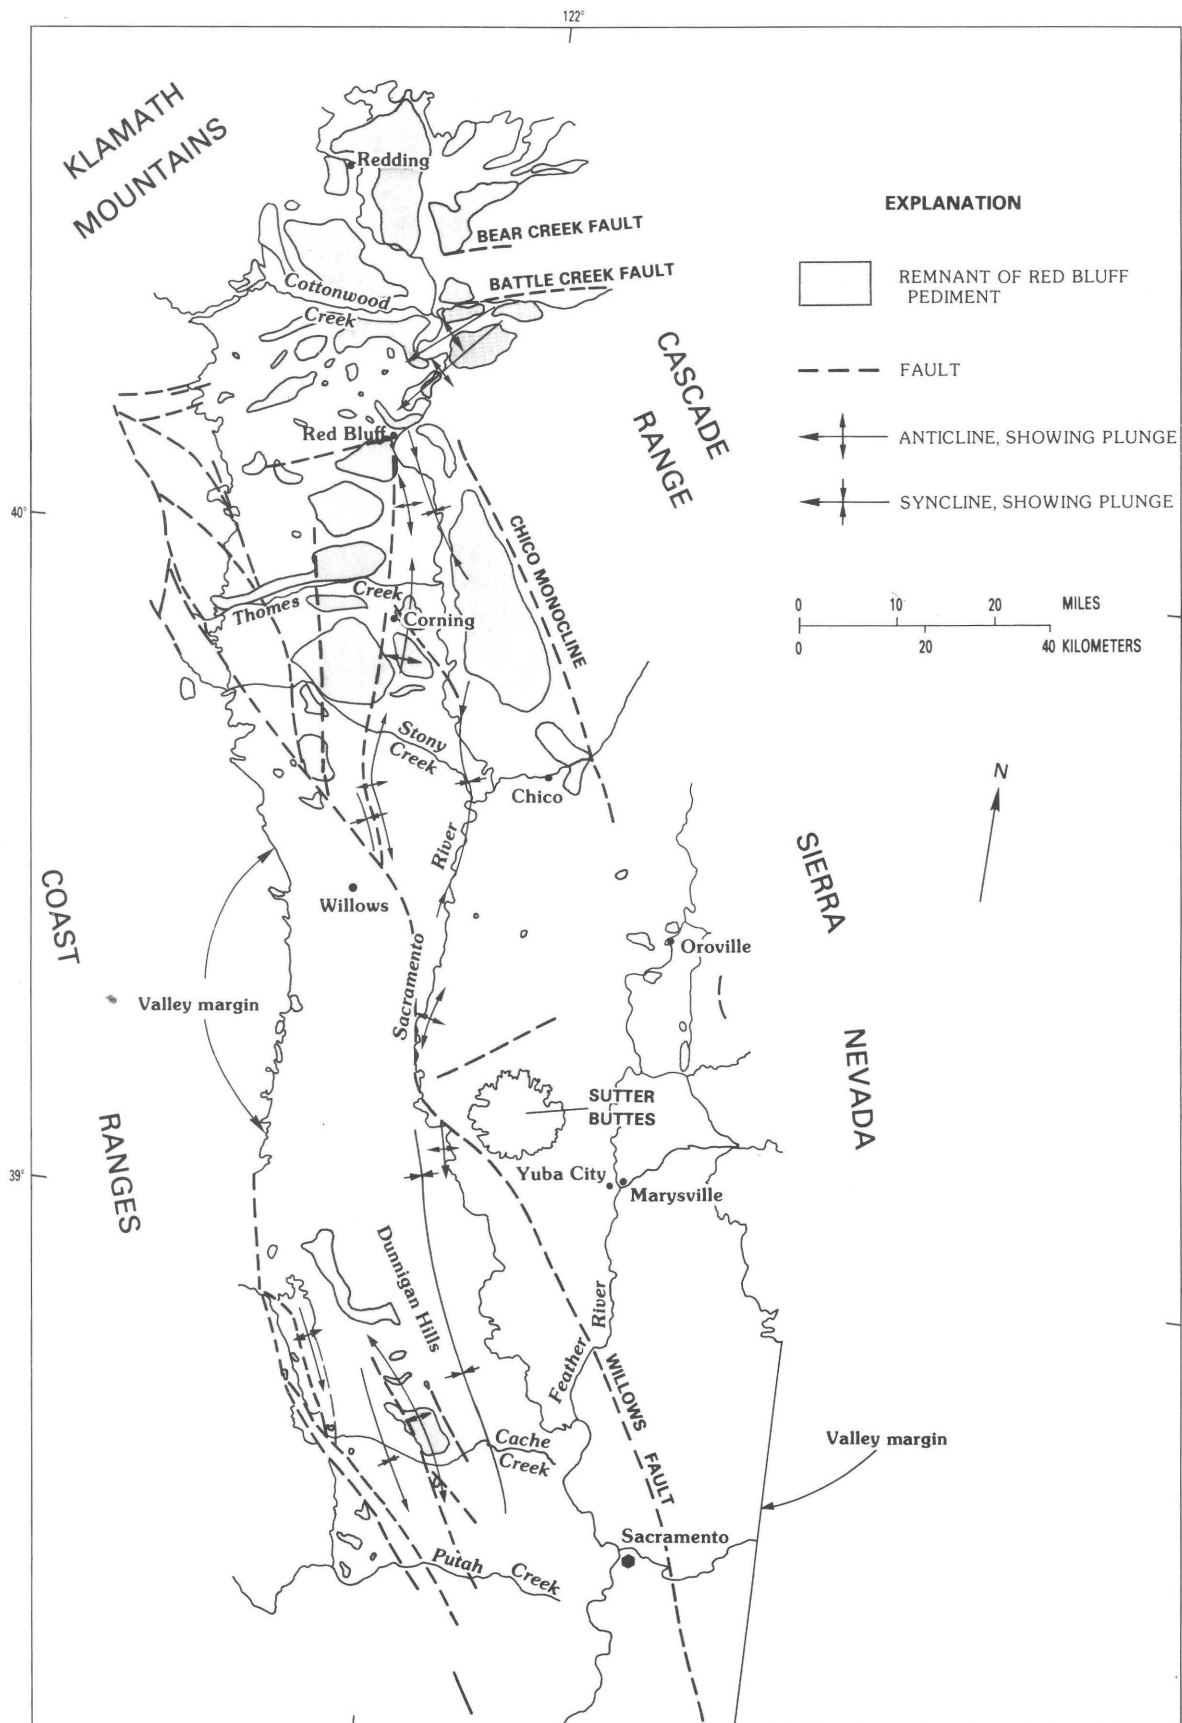 122°
KLAMATH
MOUNTAINS
Redding
EXPLANATION
BEAR CREEK FAULT
BATTLE CREEK FAULT
REMNANT OF RED BLUFF
PEDIMENT
Cottonwood
Creek
CASCADE
RANGE
FAULT
Red Bluff
ANTICLINE, SHOWING PLUNGE
SYNCLINE, SHOWING PLUNGE
40°
CHICO MONOCLINE
Thomes
Creek
Corning
0 10 20 MILES
0 20 40 KILOMETERS
Stony
Creek
Chico
N
River
SIERRA
COAST
Willows
Oroville
Sacramento
Valley margin
NEVADA
SUTTER
BUTTES
RANGES
39°
Yuba City
Marysville
Dunnigan Hills
River
Feather
WILLOWS
FAULT
Cache
Creek
Valley margin
Sacramento
Putah
Creek